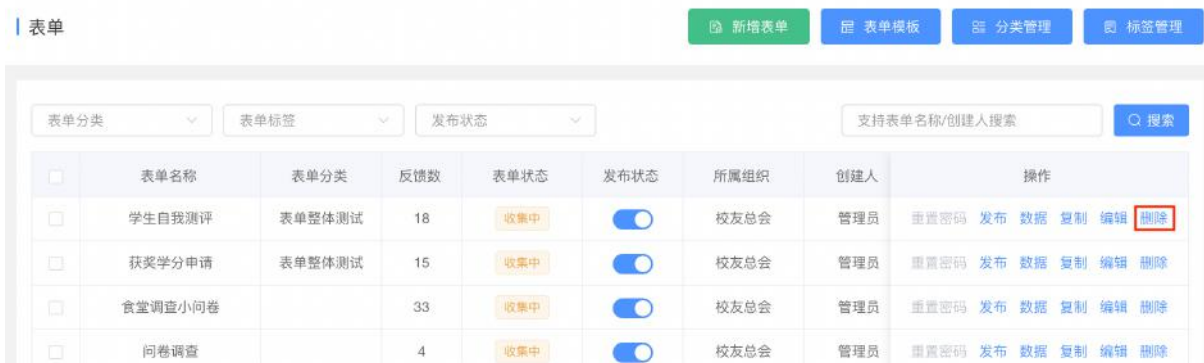 表单
新增表单 表单模板 分类管理 标签管理
表单分类 表单标签 发布状态 支持表单名称/创建人搜索 搜索
表单名称 表单分类 反馈数 表单状态 发布状态 所属组织 创建人 操作
学生自我测评 表单整体测试 18 收集中 校友总会 管理员 重置密码 发布 数据 复制 编辑 删除
获奖学分申请 表单整体测试 15 收集中 校友总会 管理员 重置密码 发布 数据 复制 编辑 删除
食堂调查小问卷 33 收集中 校友总会 管理员 重置密码 发布 数据 复制 编辑 删除
问卷调查 4 收集中 校友总会 管理员 重置密码 发布 数据 复制 编辑 删除